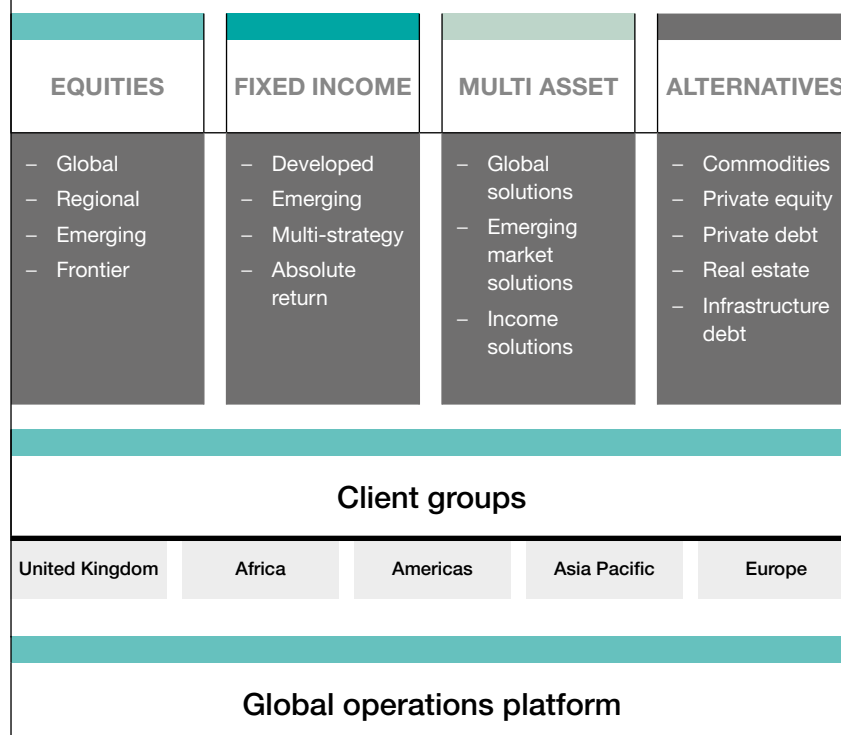 EQUITIES
– Global
– Regional
– Emerging
– Frontier
FIXED INCOME
– Developed
– Emerging
– Multi-strategy
– Absolute
return
MULTI ASSET
– Global
solutions
– Emerging
market
solutions
– Income
solutions
ALTERNATIVES
– Commodities
– Private equity
– Private debt
– Real estate
– Infrastructure
debt
Client groups
United Kingdom
Africa
Americas
Asia Pacific
Europe
Global operations platform